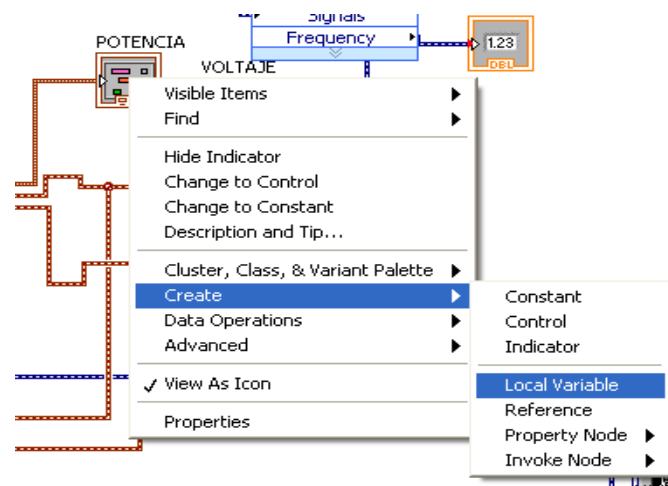 Signals
POTENCIA
Frequency
1.23
DBL
VOLTAJE
Visible Items
Find
Hide Indicator
Change to Control
Change to Constant
Description and Tip...
Cluster, Class, & Variant Palette
Create
Data Operations
Advanced
View As Icon
Properties
Constant
Control
Indicator
Local Variable
Reference
Property Node
Invoke Node